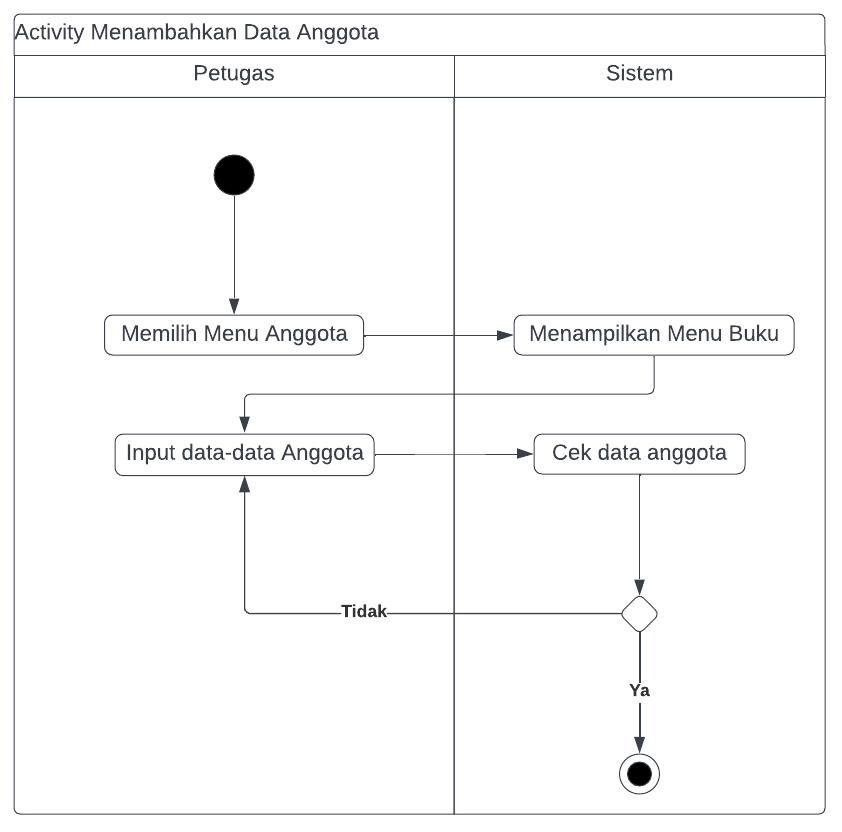 Activity Menambahkan Data Anggota
Petugas
Sistem
Memilih Menu Anggota
Menampilkan Menu Buku
Input data-data Anggota
Cek data anggota
Tidak
Ya